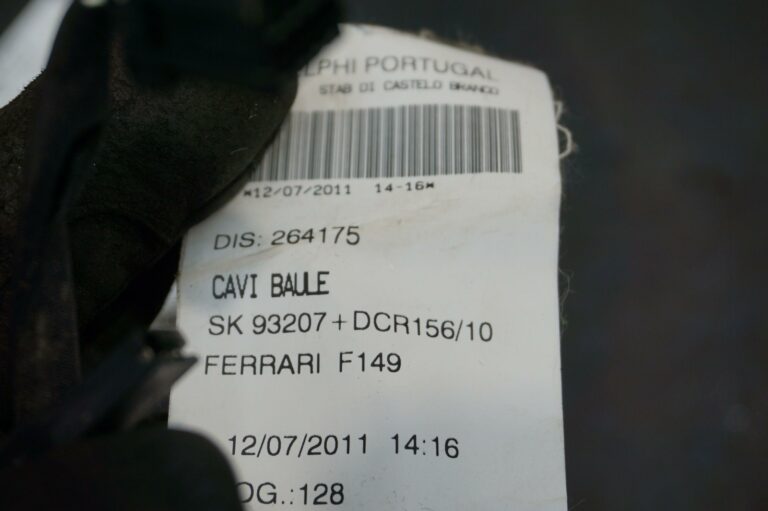 LPHI PORTUGAL
STAB DI CASTELO BRANCO
*12/07/2011 14-16*
DIS: 264175
CAVI BAULE
SK 93207+DCR156/10
FERRARI F149
12/07/2011 14:16
OG.:128